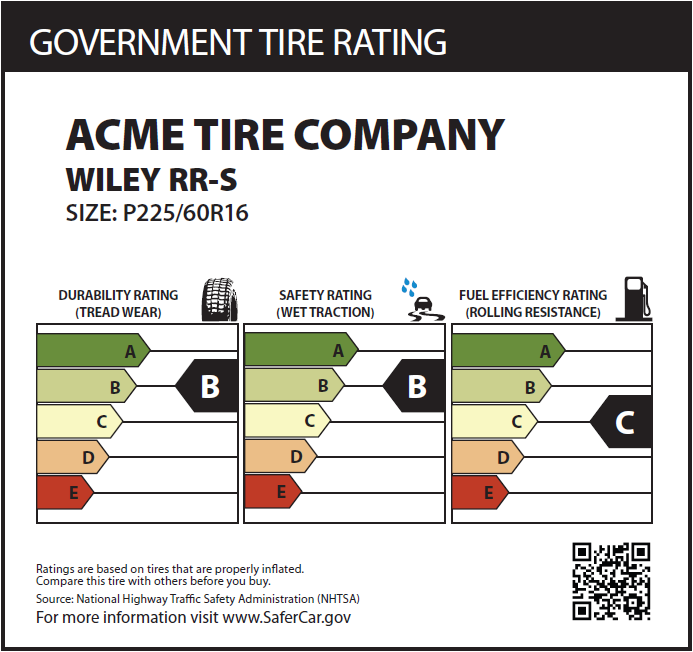 GOVERNMENT TIRE RATING
ACME TIRE COMPANY
WILEY RR-S
SIZE: P225/60R16
DURABILITY RATING
(TREAD WEAR)
A
B
B
C
D
E
SAFETY RATING
(WET TRACTION)
A
B
B
C
D
E
FUEL EFFICIENCY RATING
(ROLLING RESISTANCE)
A
B
C
C
D
E
Ratings are based on tires that are properly inflated.
Compare this tire with others before you buy.
Source: National Highway Traffic Safety Administration (NHTSA)
For more information visit www.SaferCar.gov